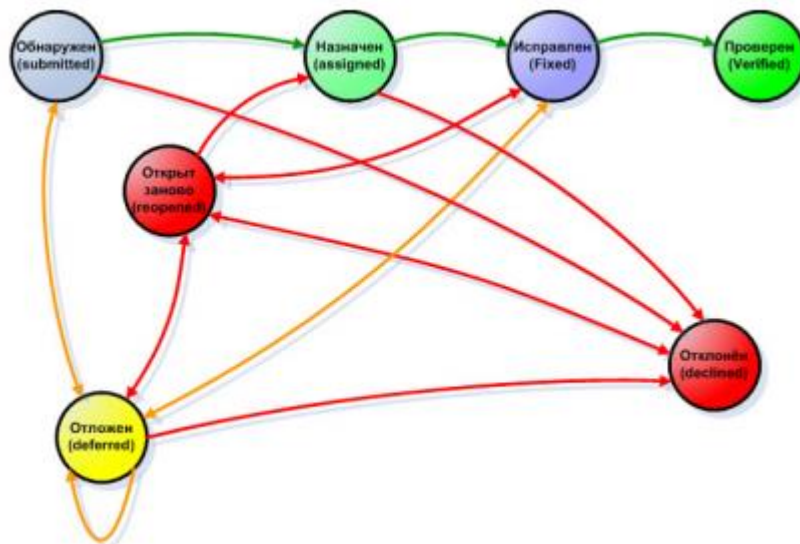 Обнаружен
(submitted)
Назначен
(assigned)
Исправлен
(Fixed)
Проверен
(Verified)
Открыт
заново
(reopened)
Отклонён
(declined)
Отложен
(deferred)